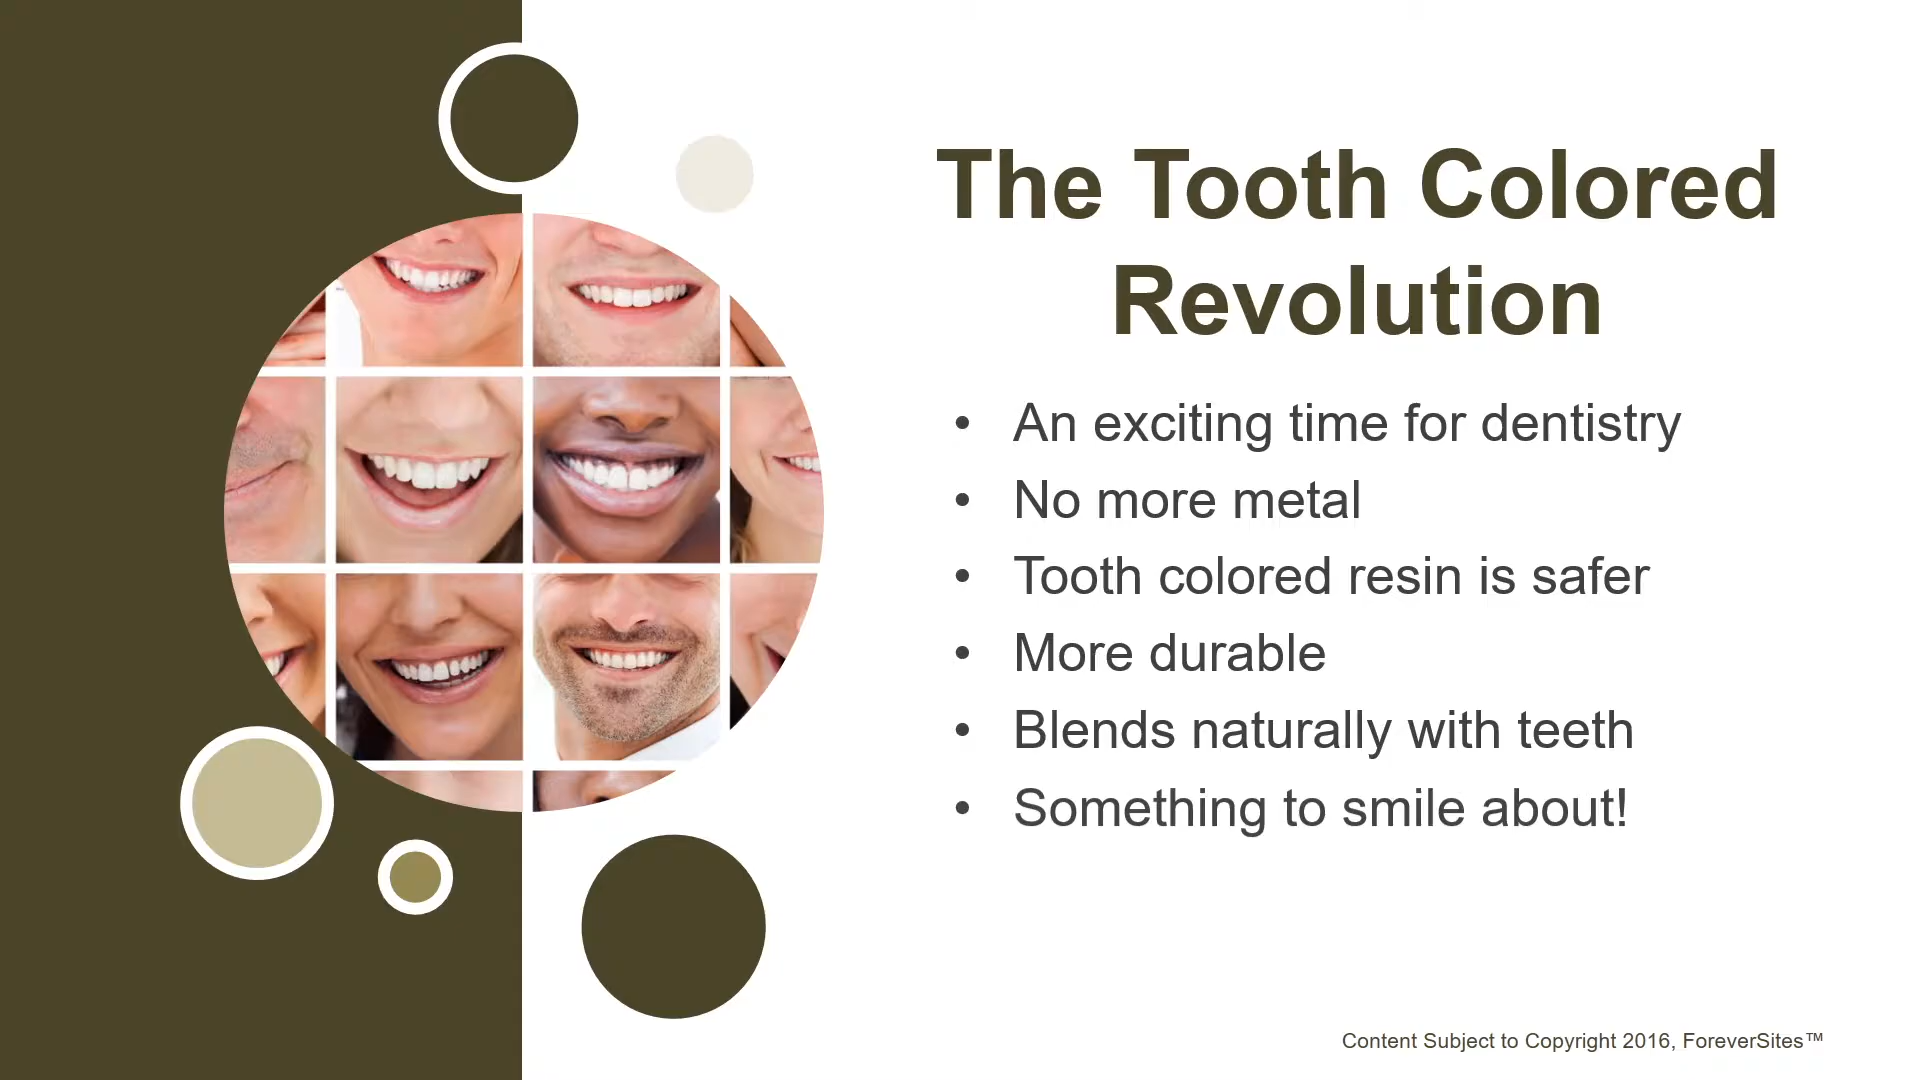 The Tooth Colored
Revolution
• An exciting time for dentistry
• No more metal
• Tooth colored resin is safer
• More durable
• Blends naturally with teeth
• Something to smile about!
Content Subject to Copyright 2016, ForeverSites™